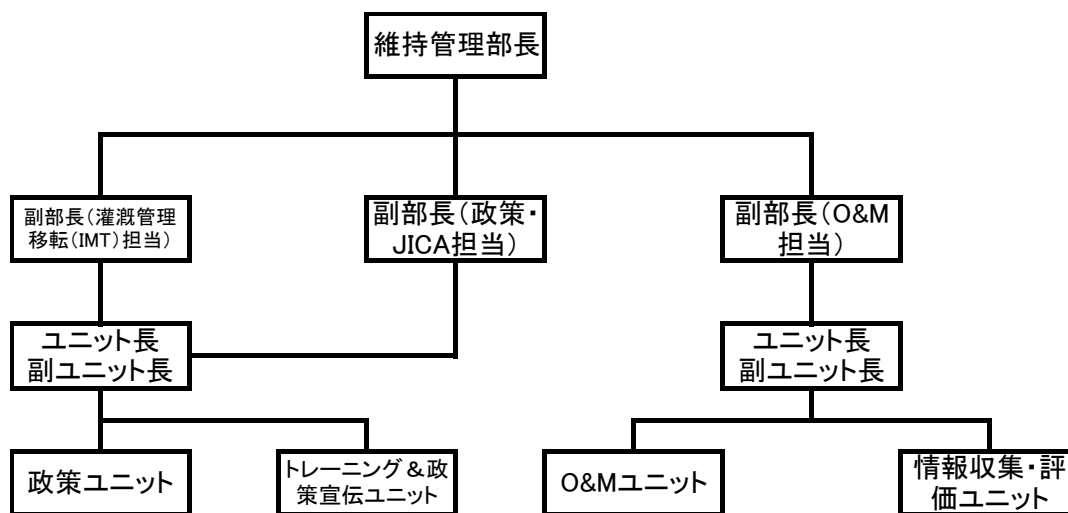 維持管理部長
副部長（灌漑管理
移転（IMT）担当）
副部長（政策・
JICA担当）
副部長（O&M
担当）
ユニット長
副ユニット長
ユニット長
副ユニット長
政策ユニット
トレーニング＆政
策宣伝ユニット
O&Mユニット
情報収集・評
価ユニット